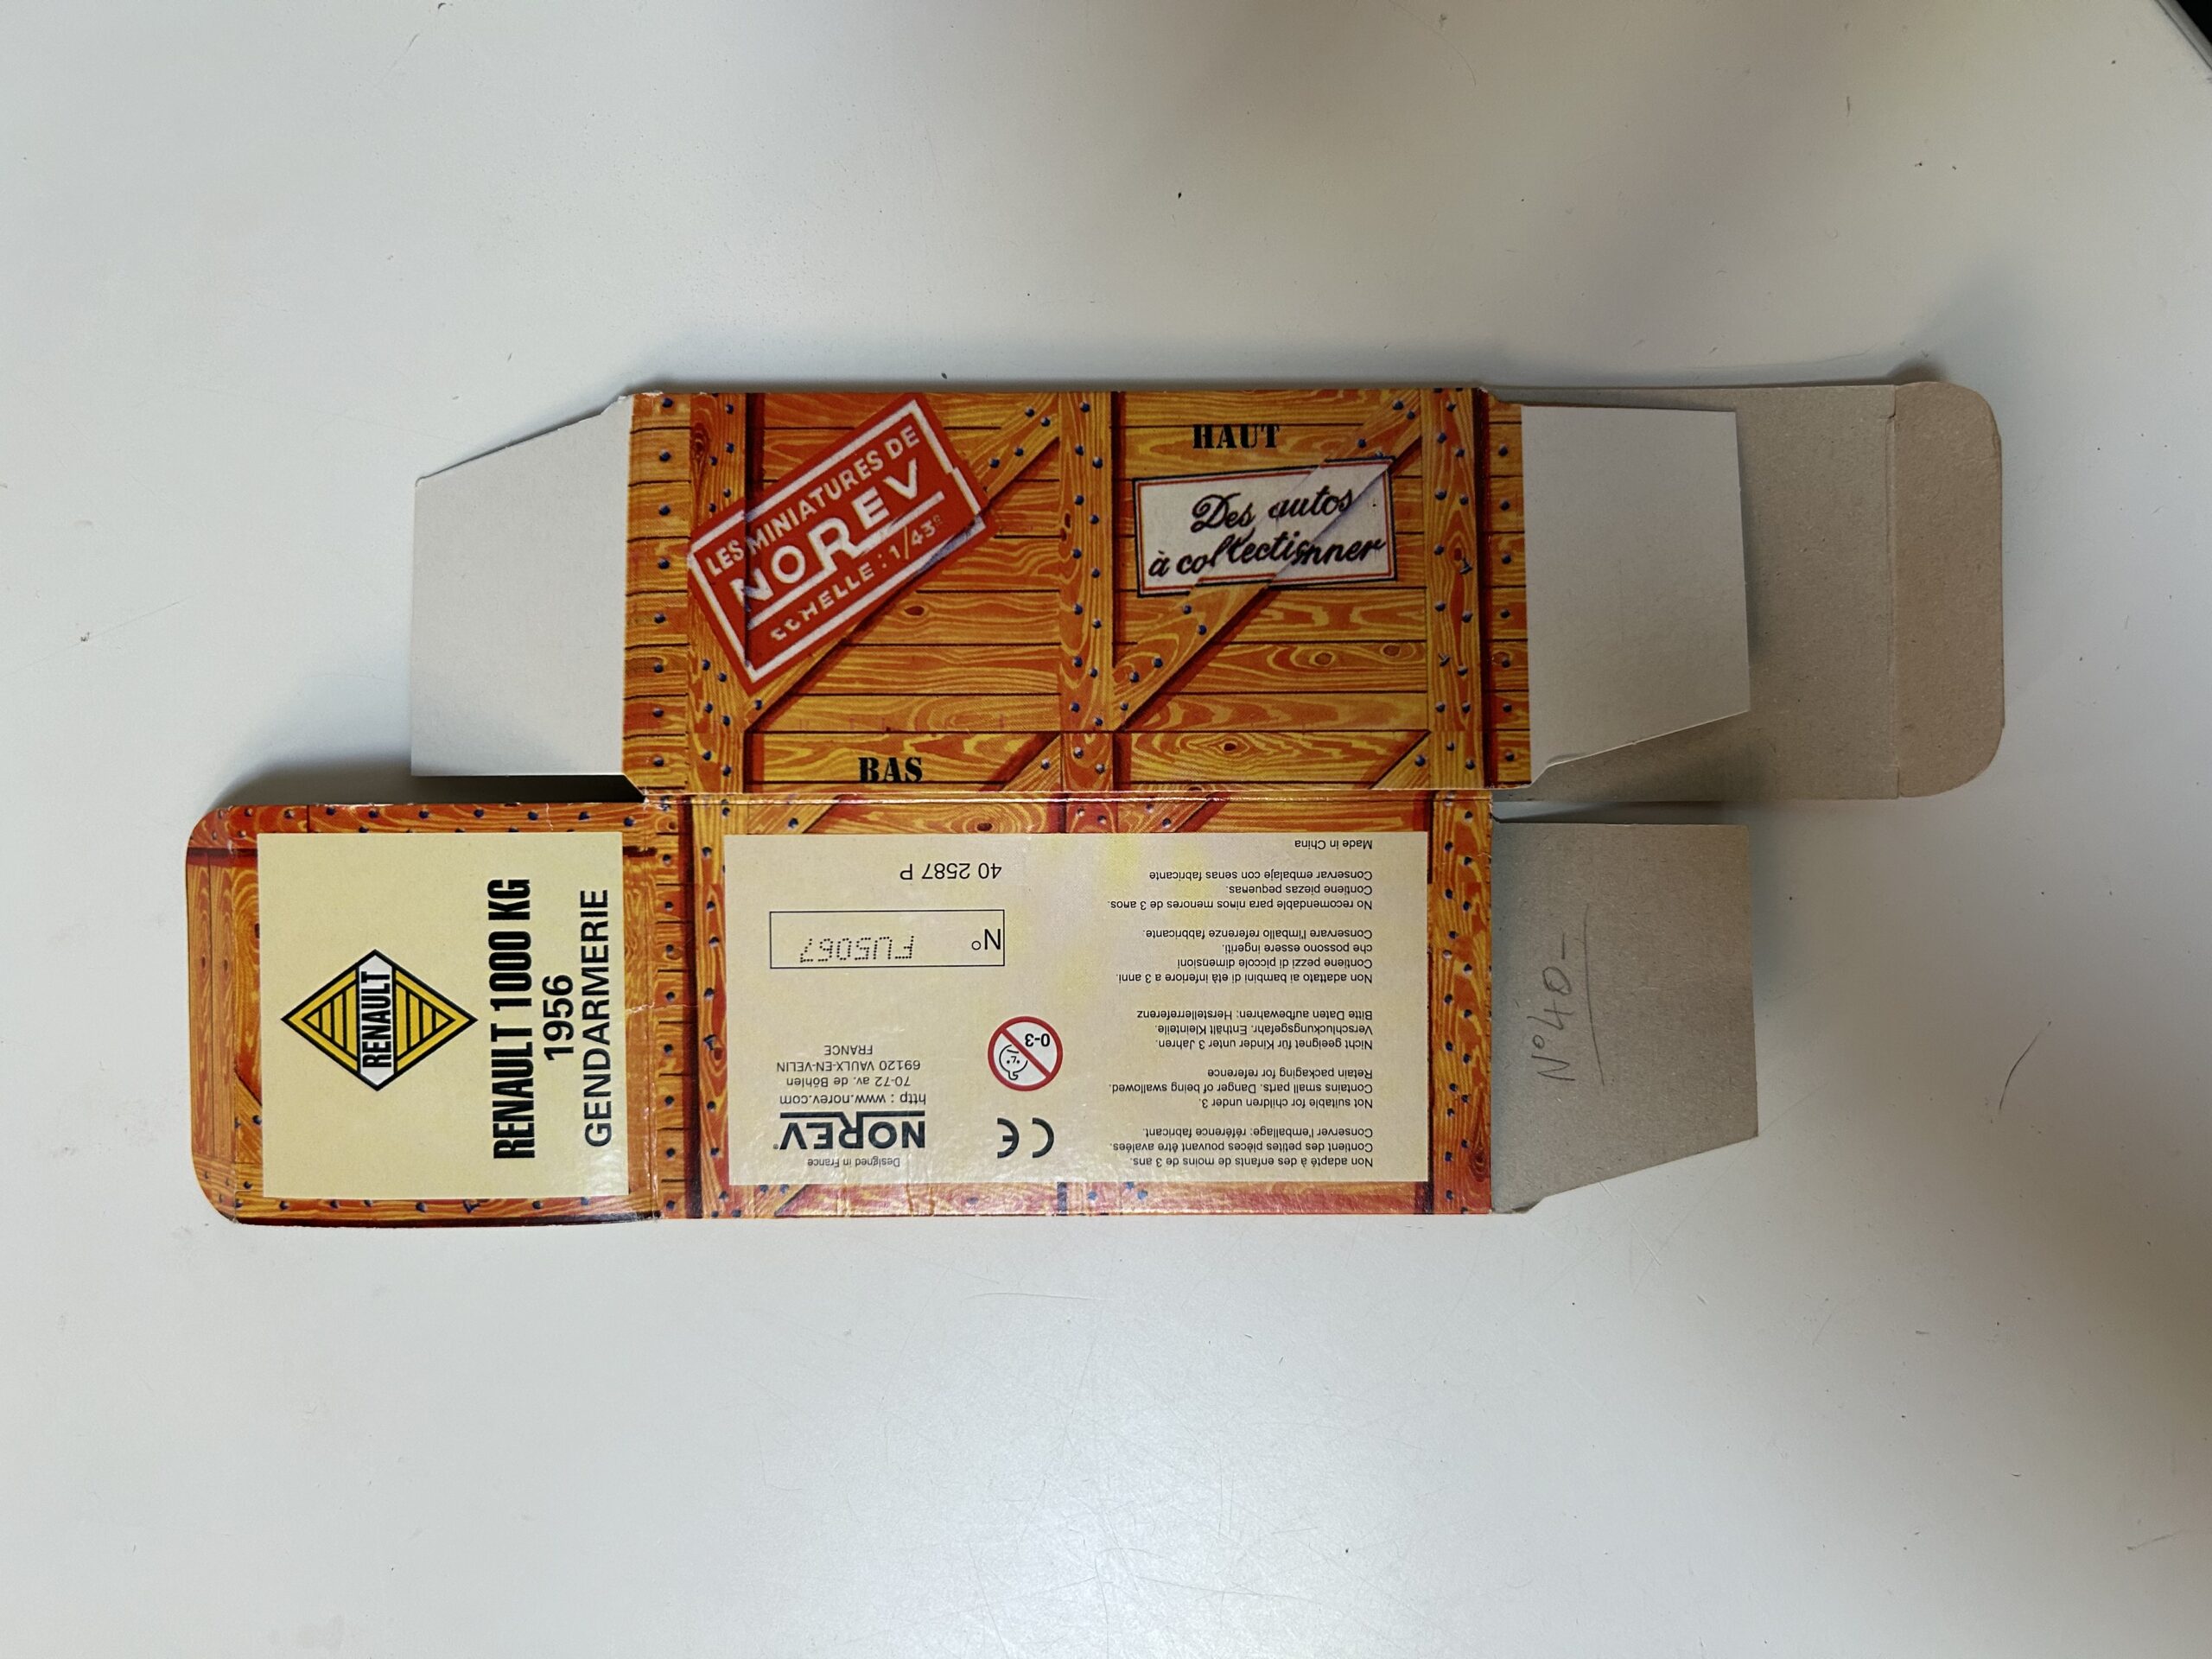 LES MINIATURES DE
NOREV
ECHELLE : 1/43e
HAUT
Des autos
à collectionner
BAS
RENAULT
RENAULT 1000 KG
1956
GENDARMERIE
Designed in France
NOREV
http : www.norev.com
70-72 av. de Böhlen
69120 VAULX-EN-VELIN
FRANCE
CE
0-3
N° FU5067
40 2587 P
Non adapté à des enfants de moins de 3 ans.
Contient des petites pièces pouvant être avalées.
Conserver l'emballage: référence fabricant.
Not suitable for children under 3.
Contains small parts. Danger of being swallowed.
Retain packaging for reference
Nicht geeignet für Kinder unter 3 Jahren.
Verschluckungsgefahr. Enthält Kleinteile.
Bitte Daten aufbewahren: Herstellerreferenz
Non adattato ai bambini di età inferiore a 3 anni.
Contiene pezzi di piccole dimensioni
che possono essere ingeriti.
Conservare l'imballo referenze fabbricante.
No recomendable para ninos menores de 3 anos.
Contiene piezas pequenas.
Conservar embalaje con senas fabricante
Made in China
N°40-